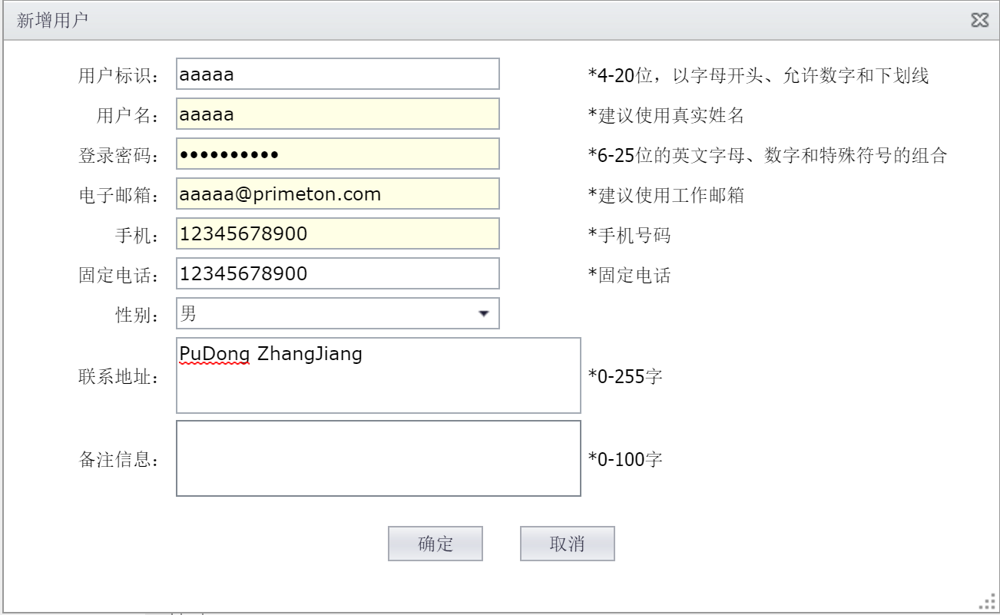 新增用户
用户标识： aaaaa *4-20位，以字母开头、允许数字和下划线
用户名： aaaaa *建议使用真实姓名
登录密码： •••••••••• *6-25位的英文字母、数字和特殊符号的组合
电子邮箱： aaaaa@primeton.com *建议使用工作邮箱
手机： 12345678900 *手机号码
固定电话： 12345678900 *固定电话
性别： 男
联系地址： PuDong ZhangJiang *0-255字
备注信息： *0-100字
确定 取消